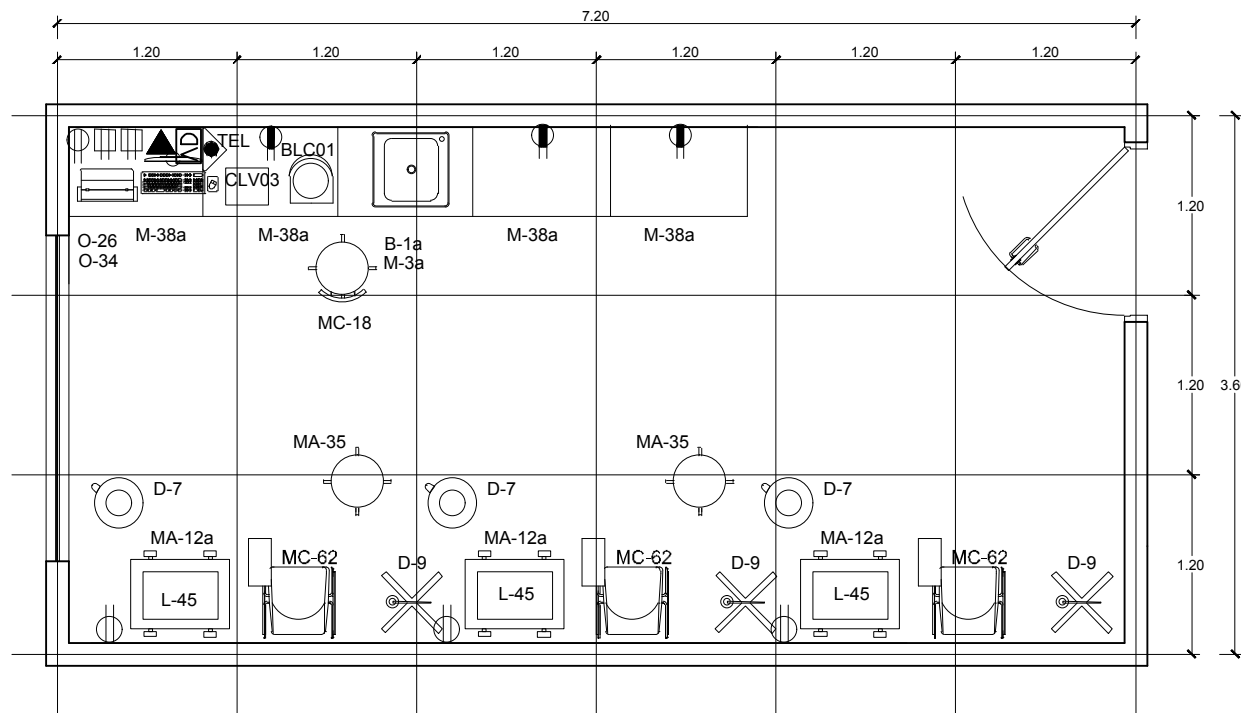 7.20
1.20 1.20 1.20 1.20 1.20 1.20
TEL
BLC01
CLV03
O-26
O-34
M-38a M-38a
B-1a
M-3a
M-38a M-38a
1.20
MC-18
1.20
3.6
MA-35 MA-35
D-7 D-7 D-7
MA-12a MA-12a MA-12a
MC-62 MC-62 MC-62
D-9 D-9 D-9
1.20
L-45 L-45 L-45